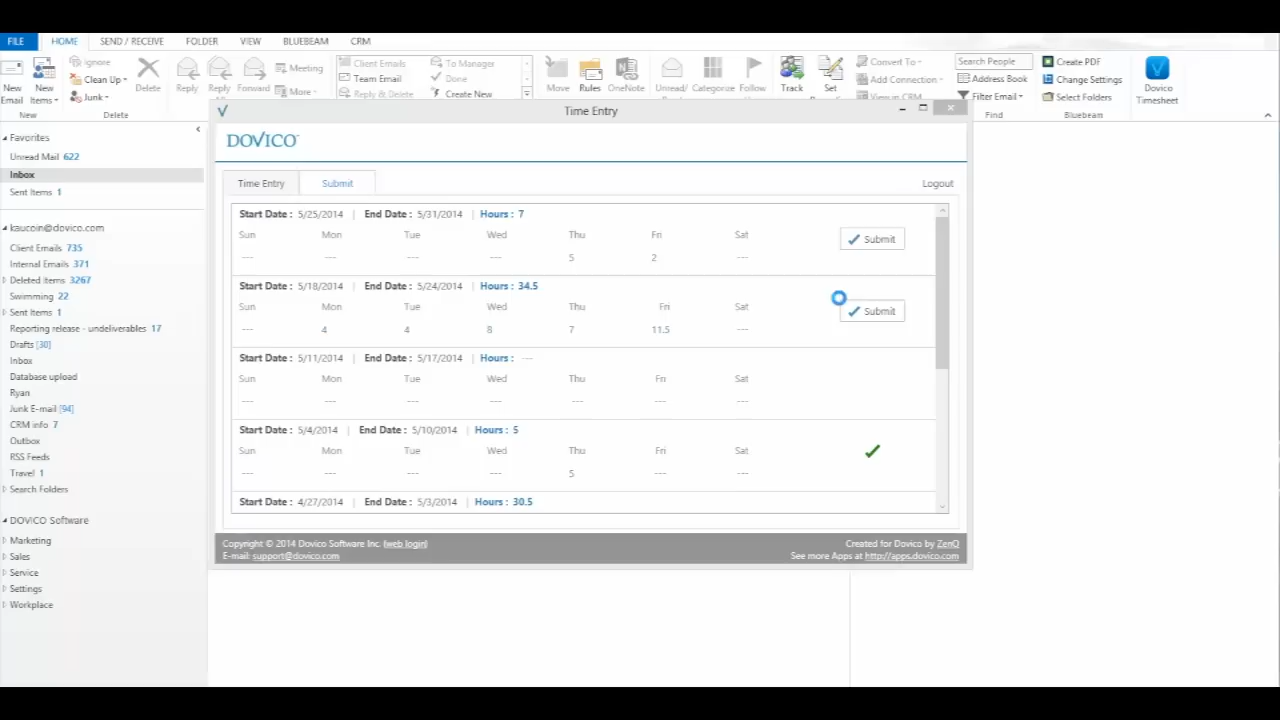 FILE HOME SEND / RECEIVE FOLDER VIEW BLUEBEAM CRM
Ignore
Clean Up
Junk
Delete
New Email
New Items
Reply
Reply All
Forward
Meeting
More
Client Emails
Team Email
Reply & Delete
To Manager
Done
Create New
Move
Rules
OneNote
Unread/
Categorize
Follow
Track
Set
Convert To
Add Connection
View in CRM
Search People
Address Book
Filter Email
Create PDF
Change Settings
Select Folders
Dovico Timesheet
New
Delete
Find
Bluebeam
Favorites
Unread Mail 622
Inbox
Sent Items 1
kaucoin@dovico.com
Client Emails 735
Internal Emails 371
Deleted Items 3267
Swimming 22
Sent Items 1
Reporting release - undeliverables 17
Drafts [30]
Inbox
Database upload
Ryan
Junk E-mail [94]
CRM info 7
Outbox
RSS Feeds
Travel 1
Search Folders
DOVICO Software
Marketing
Sales
Service
Settings
Workplace
Time Entry
DOVICO
Time Entry Submit Logout
Start Date : 5/25/2014 | End Date : 5/31/2014 | Hours : 7
Sun Mon Tue Wed Thu Fri Sat
--- --- --- --- 5 2 ---
Submit
Start Date : 5/18/2014 | End Date : 5/24/2014 | Hours : 34.5
Sun Mon Tue Wed Thu Fri Sat
--- 4 4 8 7 11.5 ---
Submit
Start Date : 5/11/2014 | End Date : 5/17/2014 | Hours : ---
Sun Mon Tue Wed Thu Fri Sat
--- --- --- --- --- --- ---
Start Date : 5/4/2014 | End Date : 5/10/2014 | Hours : 5
Sun Mon Tue Wed Thu Fri Sat
--- --- --- --- 5 --- ---
Start Date : 4/27/2014 | End Date : 5/3/2014 | Hours : 30.5
Copyright © 2014 Dovico Software Inc. (web login) Created for Dovico by ZenQ
E-mail: support@dovico.com See more Apps at http://apps.dovico.com